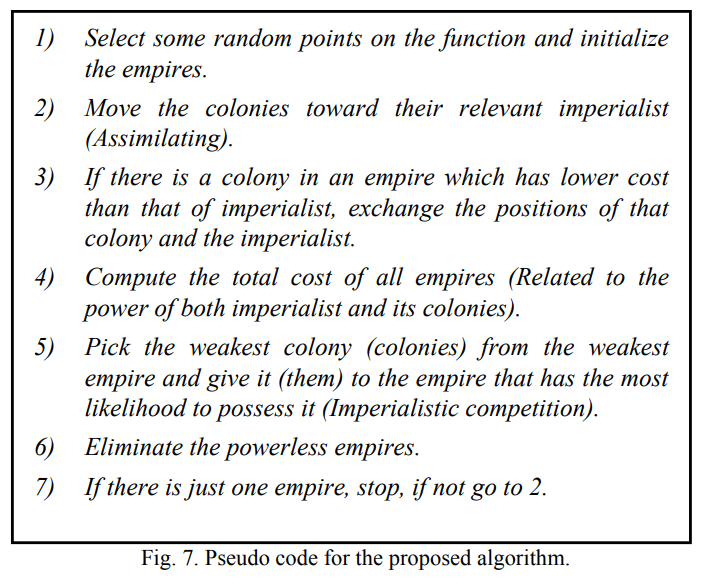 1) Select some random points on the function and initialize
the empires.
2) Move the colonies toward their relevant imperialist
(Assimilating).
3) If there is a colony in an empire which has lower cost
than that of imperialist, exchange the positions of that
colony and the imperialist.
4) Compute the total cost of all empires (Related to the
power of both imperialist and its colonies).
5) Pick the weakest colony (colonies) from the weakest
empire and give it (them) to the empire that has the most
likelihood to possess it (Imperialistic competition).
6) Eliminate the powerless empires.
7) If there is just one empire, stop, if not go to 2.
Fig. 7. Pseudo code for the proposed algorithm.